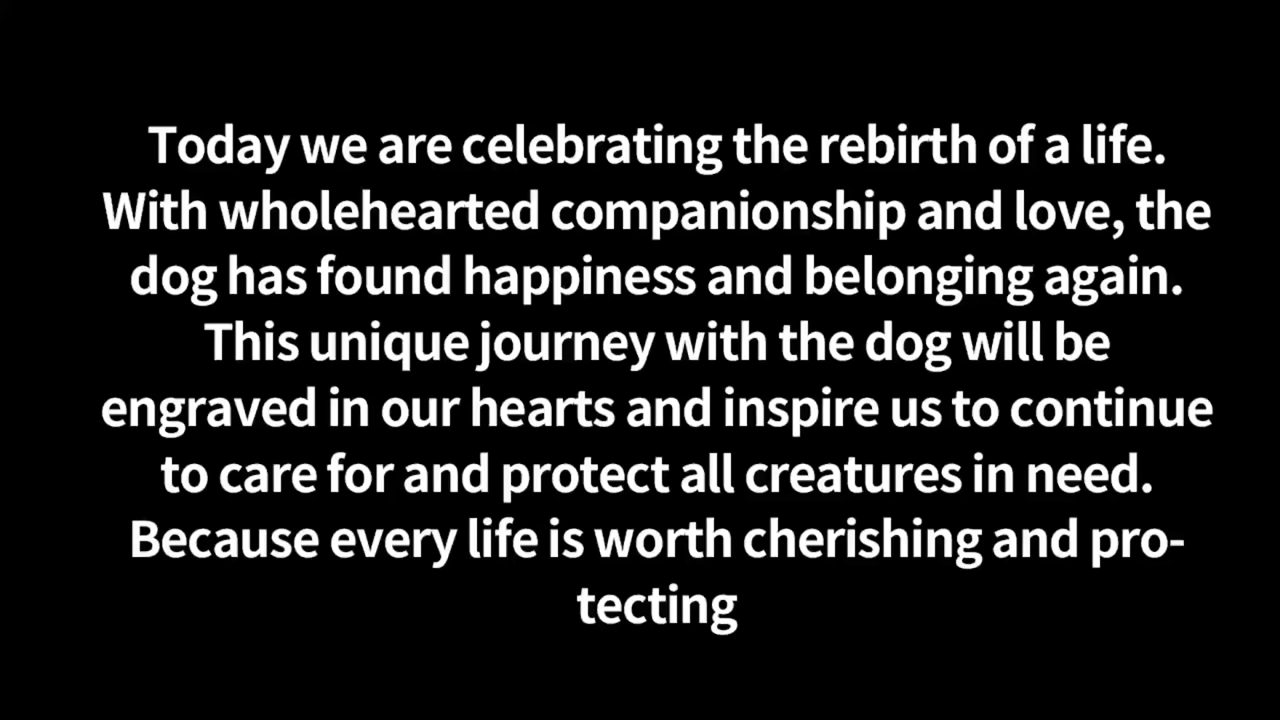 Today we are celebrating the rebirth of a life.
With wholehearted companionship and love, the
dog has found happiness and belonging again.
This unique journey with the dog will be
engraved in our hearts and inspire us to continue
to care for and protect all creatures in need.
Because every life is worth cherishing and pro-
tecting